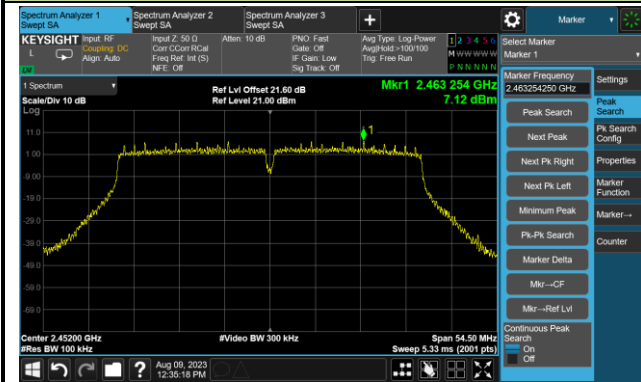 Spectrum Analyzer 1
Swept SA
Spectrum Analyzer 2
Swept SA
Spectrum Analyzer 3
Swept SA
+
Marker
KEYSIGHT
L
LW
Input: RF
Coupling: DC
Align: Auto
Input Z: 50 Ω
Corr CCorr RCal
Freq Ref: Int (S)
NFE: Off
Atten: 10 dB
PNO: Fast
Gate: Off
IF Gain: Low
Sig Track: Off
Avg Type: Log-Power
Avg|Hold:>100/100
Trig: Free Run
1 2 3 4 5 6
M W W W W W
P N N N N N
Select Marker
Marker 1
1 Spectrum
Scale/Div 10 dB
Log
Ref Lvl Offset 21.60 dB
Ref Level 21.00 dBm
Mkr1 2.463 254 GHz
7.12 dBm
1
11.0
1.00
-9.00
-19.0
-29.0
-39.0
-49.0
-59.0
-69.0
Center 2.45200 GHz
#Res BW 100 kHz
#Video BW 300 kHz
Span 54.50 MHz
Sweep 5.33 ms (2001 pts)
Marker Frequency
2.463254250 GHz
Peak Search
Next Peak
Next Pk Right
Next Pk Left
Minimum Peak
Pk-Pk Search
Marker Delta
Mkr→CF
Mkr→Ref Lvl
Continuous Peak
Search
On
Off
Settings
Peak
Search
Pk Search
Config
Properties
Marker
Function
Marker→
Counter
?
Aug 09, 2023
12:35:18 PM